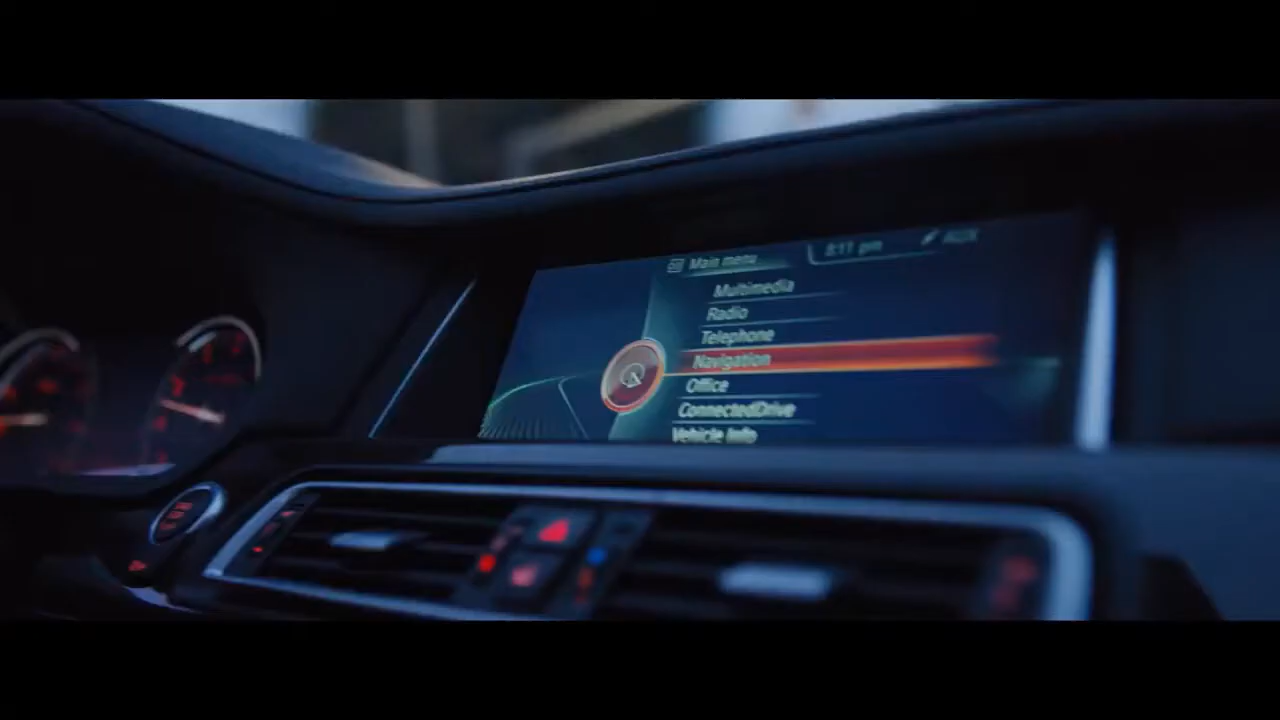 Main menu
8:11 pm
AUX
Multimedia
Radio
Telephone
Navigation
Office
ConnectedDrive
Vehicle Info